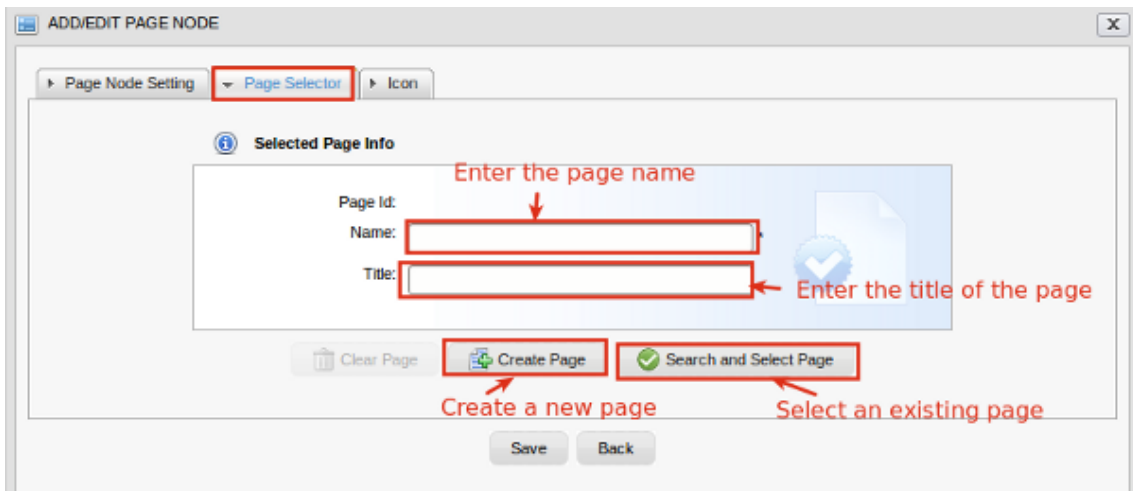 ADD/EDIT PAGE NODE
X
Page Node Setting
Page Selector
Icon
Selected Page Info
Enter the page name
Page Id:
Name:
*
Title:
Enter the title of the page
Clear Page
Create Page
Search and Select Page
Create a new page
Select an existing page
Save
Back